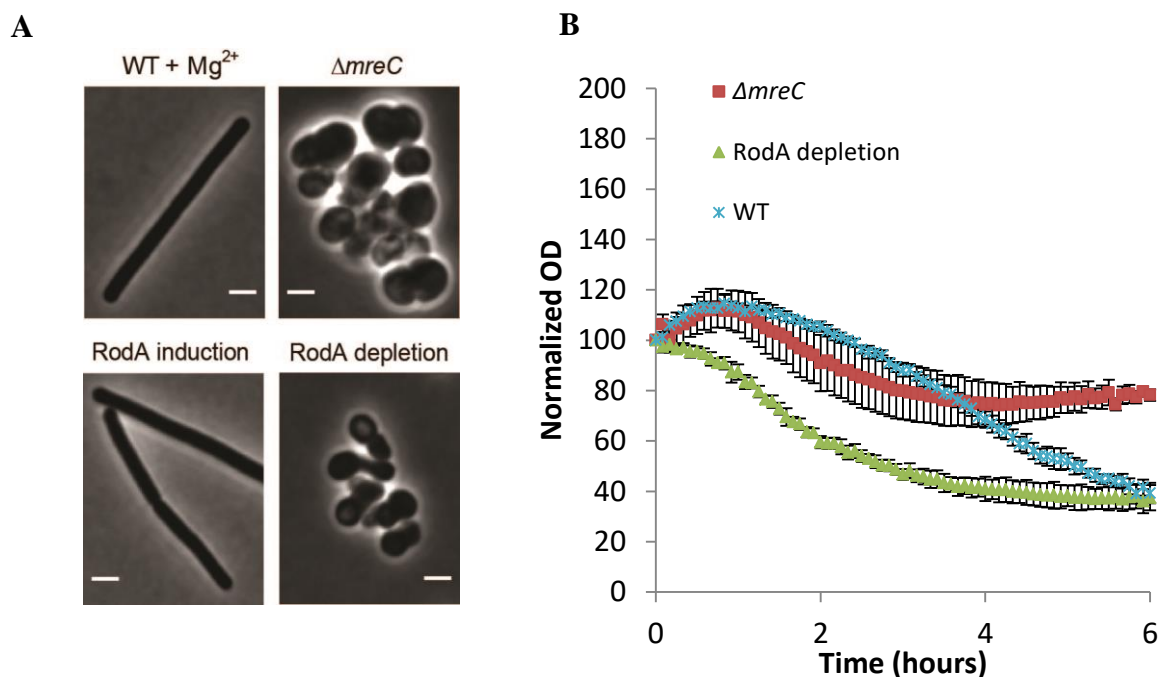 A
WT + Mg²⁺
ΔmreC
RodA induction
RodA depletion
B
Normalized OD
200
180
160
140
120
100
80
60
40
20
0
ΔmreC
RodA depletion
WT
0
2
4
6
Time (hours)